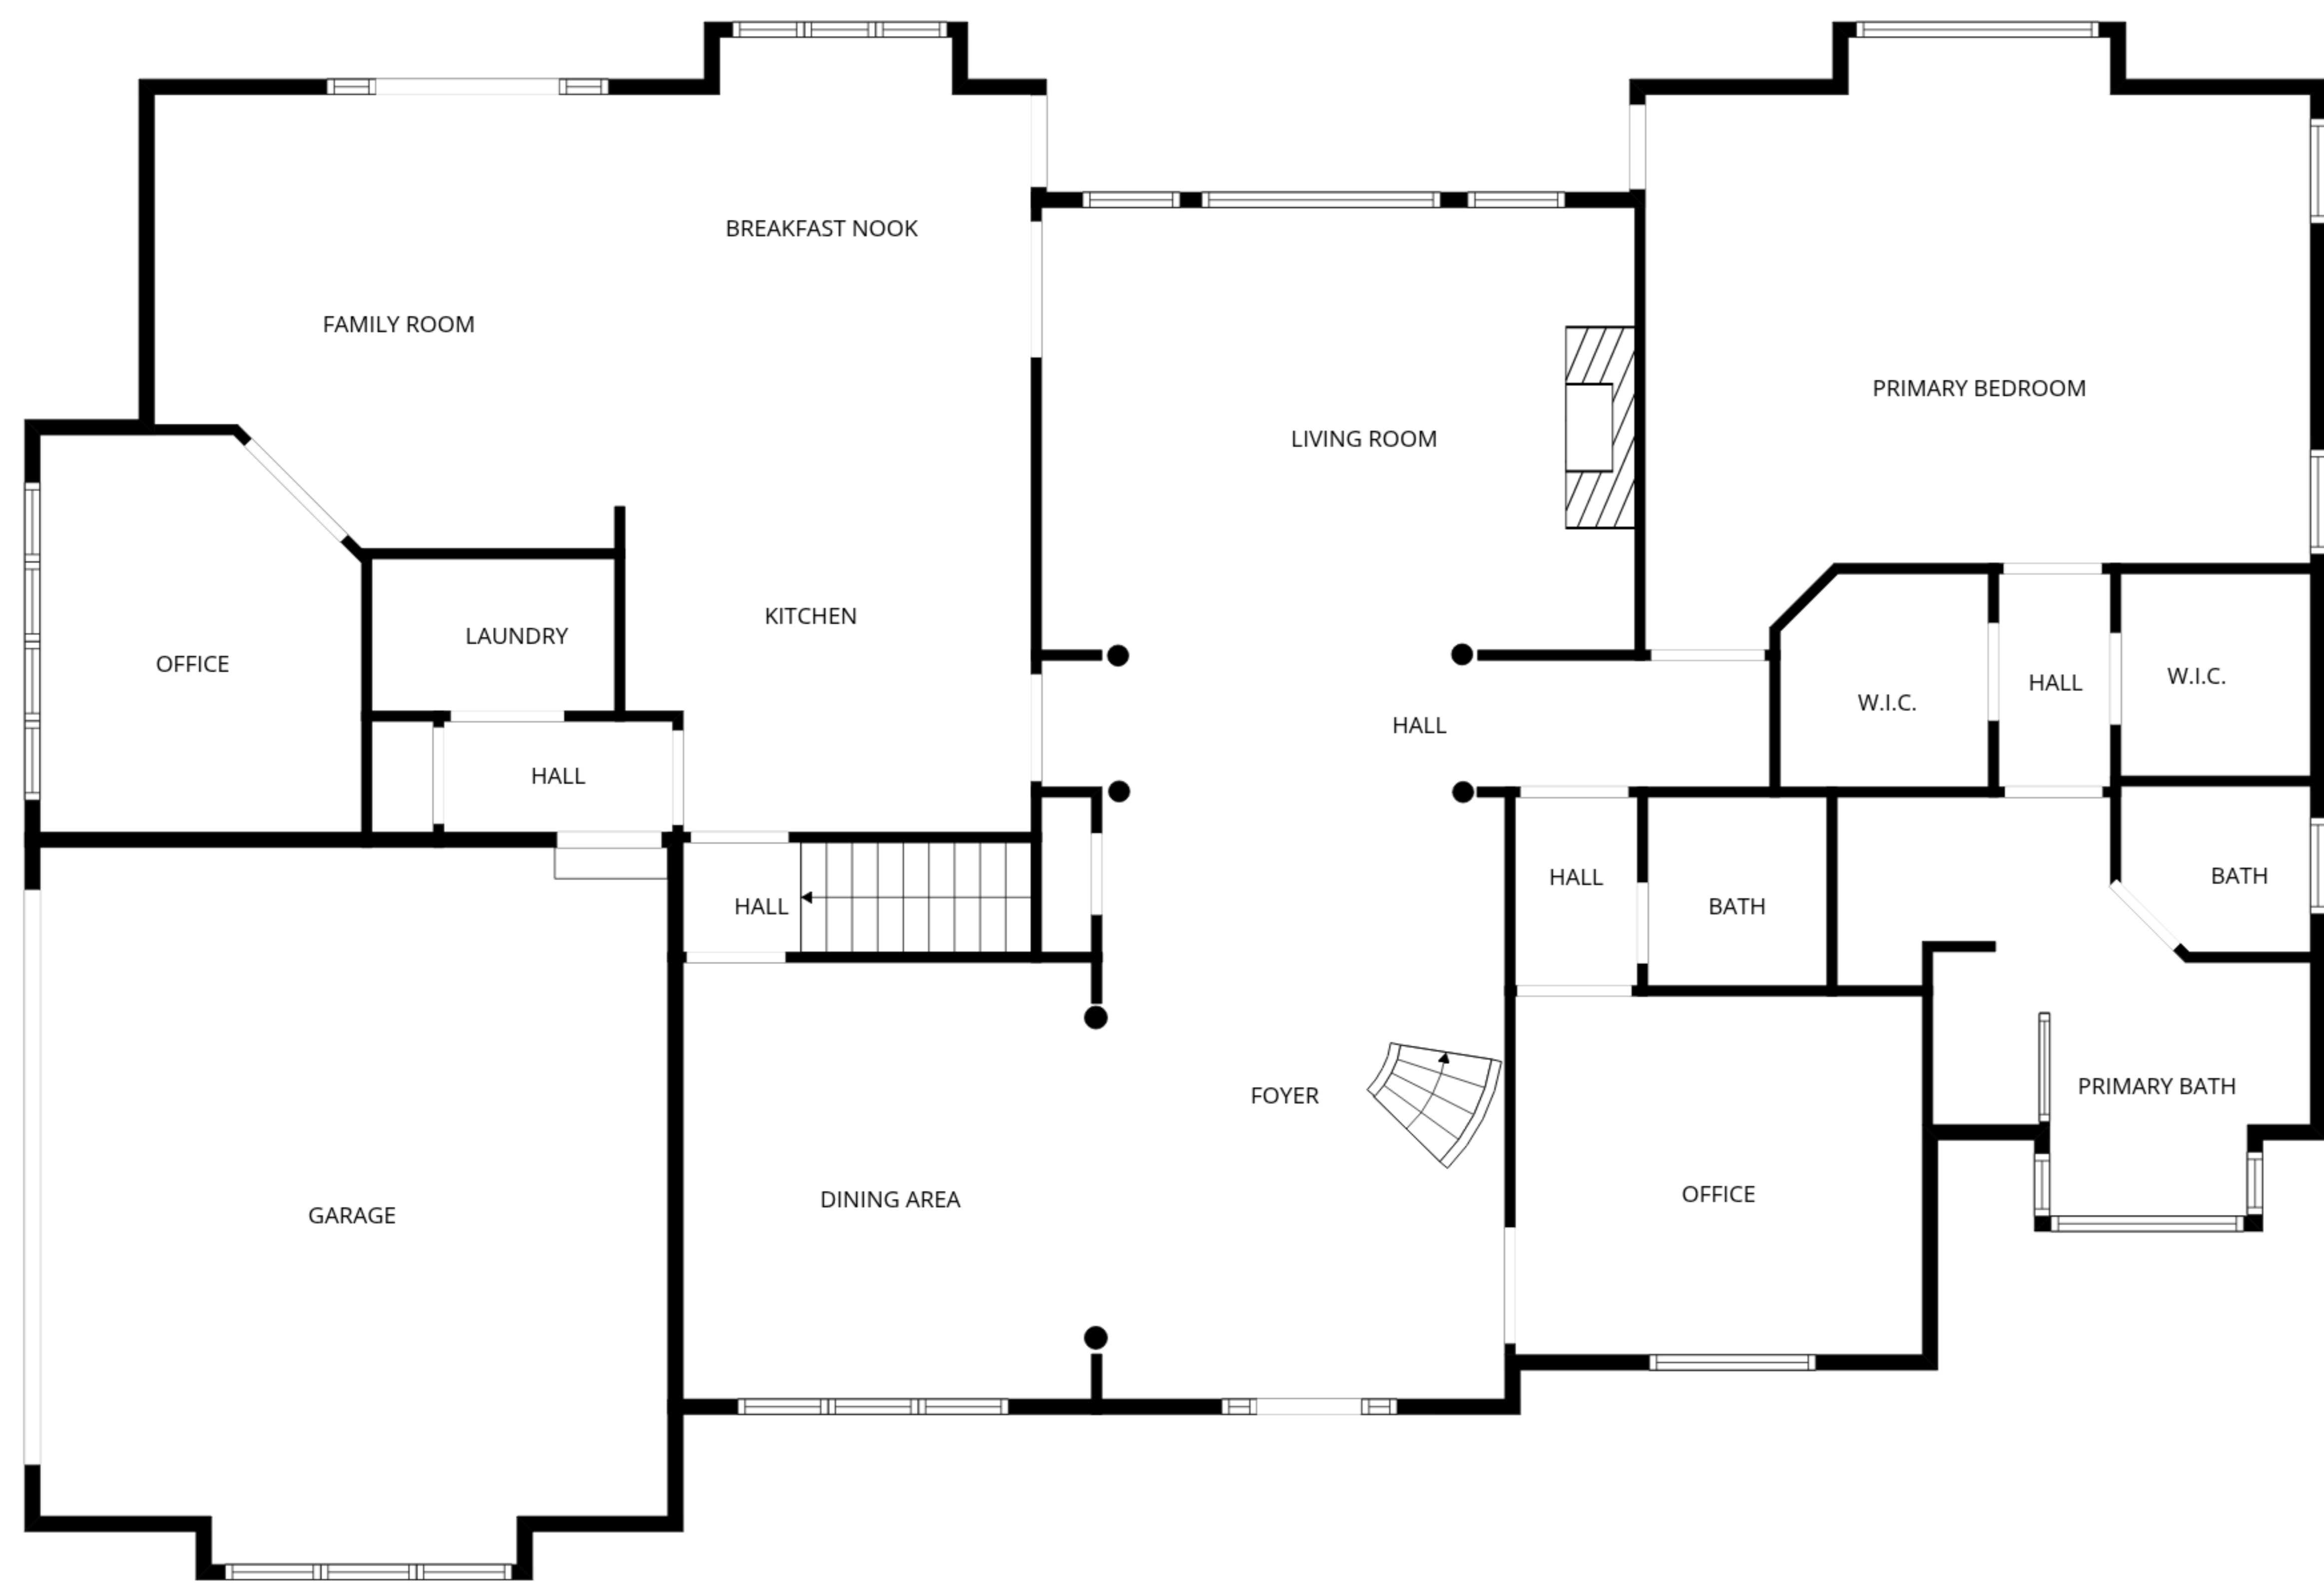 BREAKFAST NOOK
FAMILY ROOM
PRIMARY BEDROOM
LIVING ROOM
KITCHEN
LAUNDRY
OFFICE
W.I.C.
HALL
W.I.C.
HALL
HALL
HALL
BATH
HALL
BATH
HALL
PRIMARY BATH
FOYER
OFFICE
DINING AREA
GARAGE